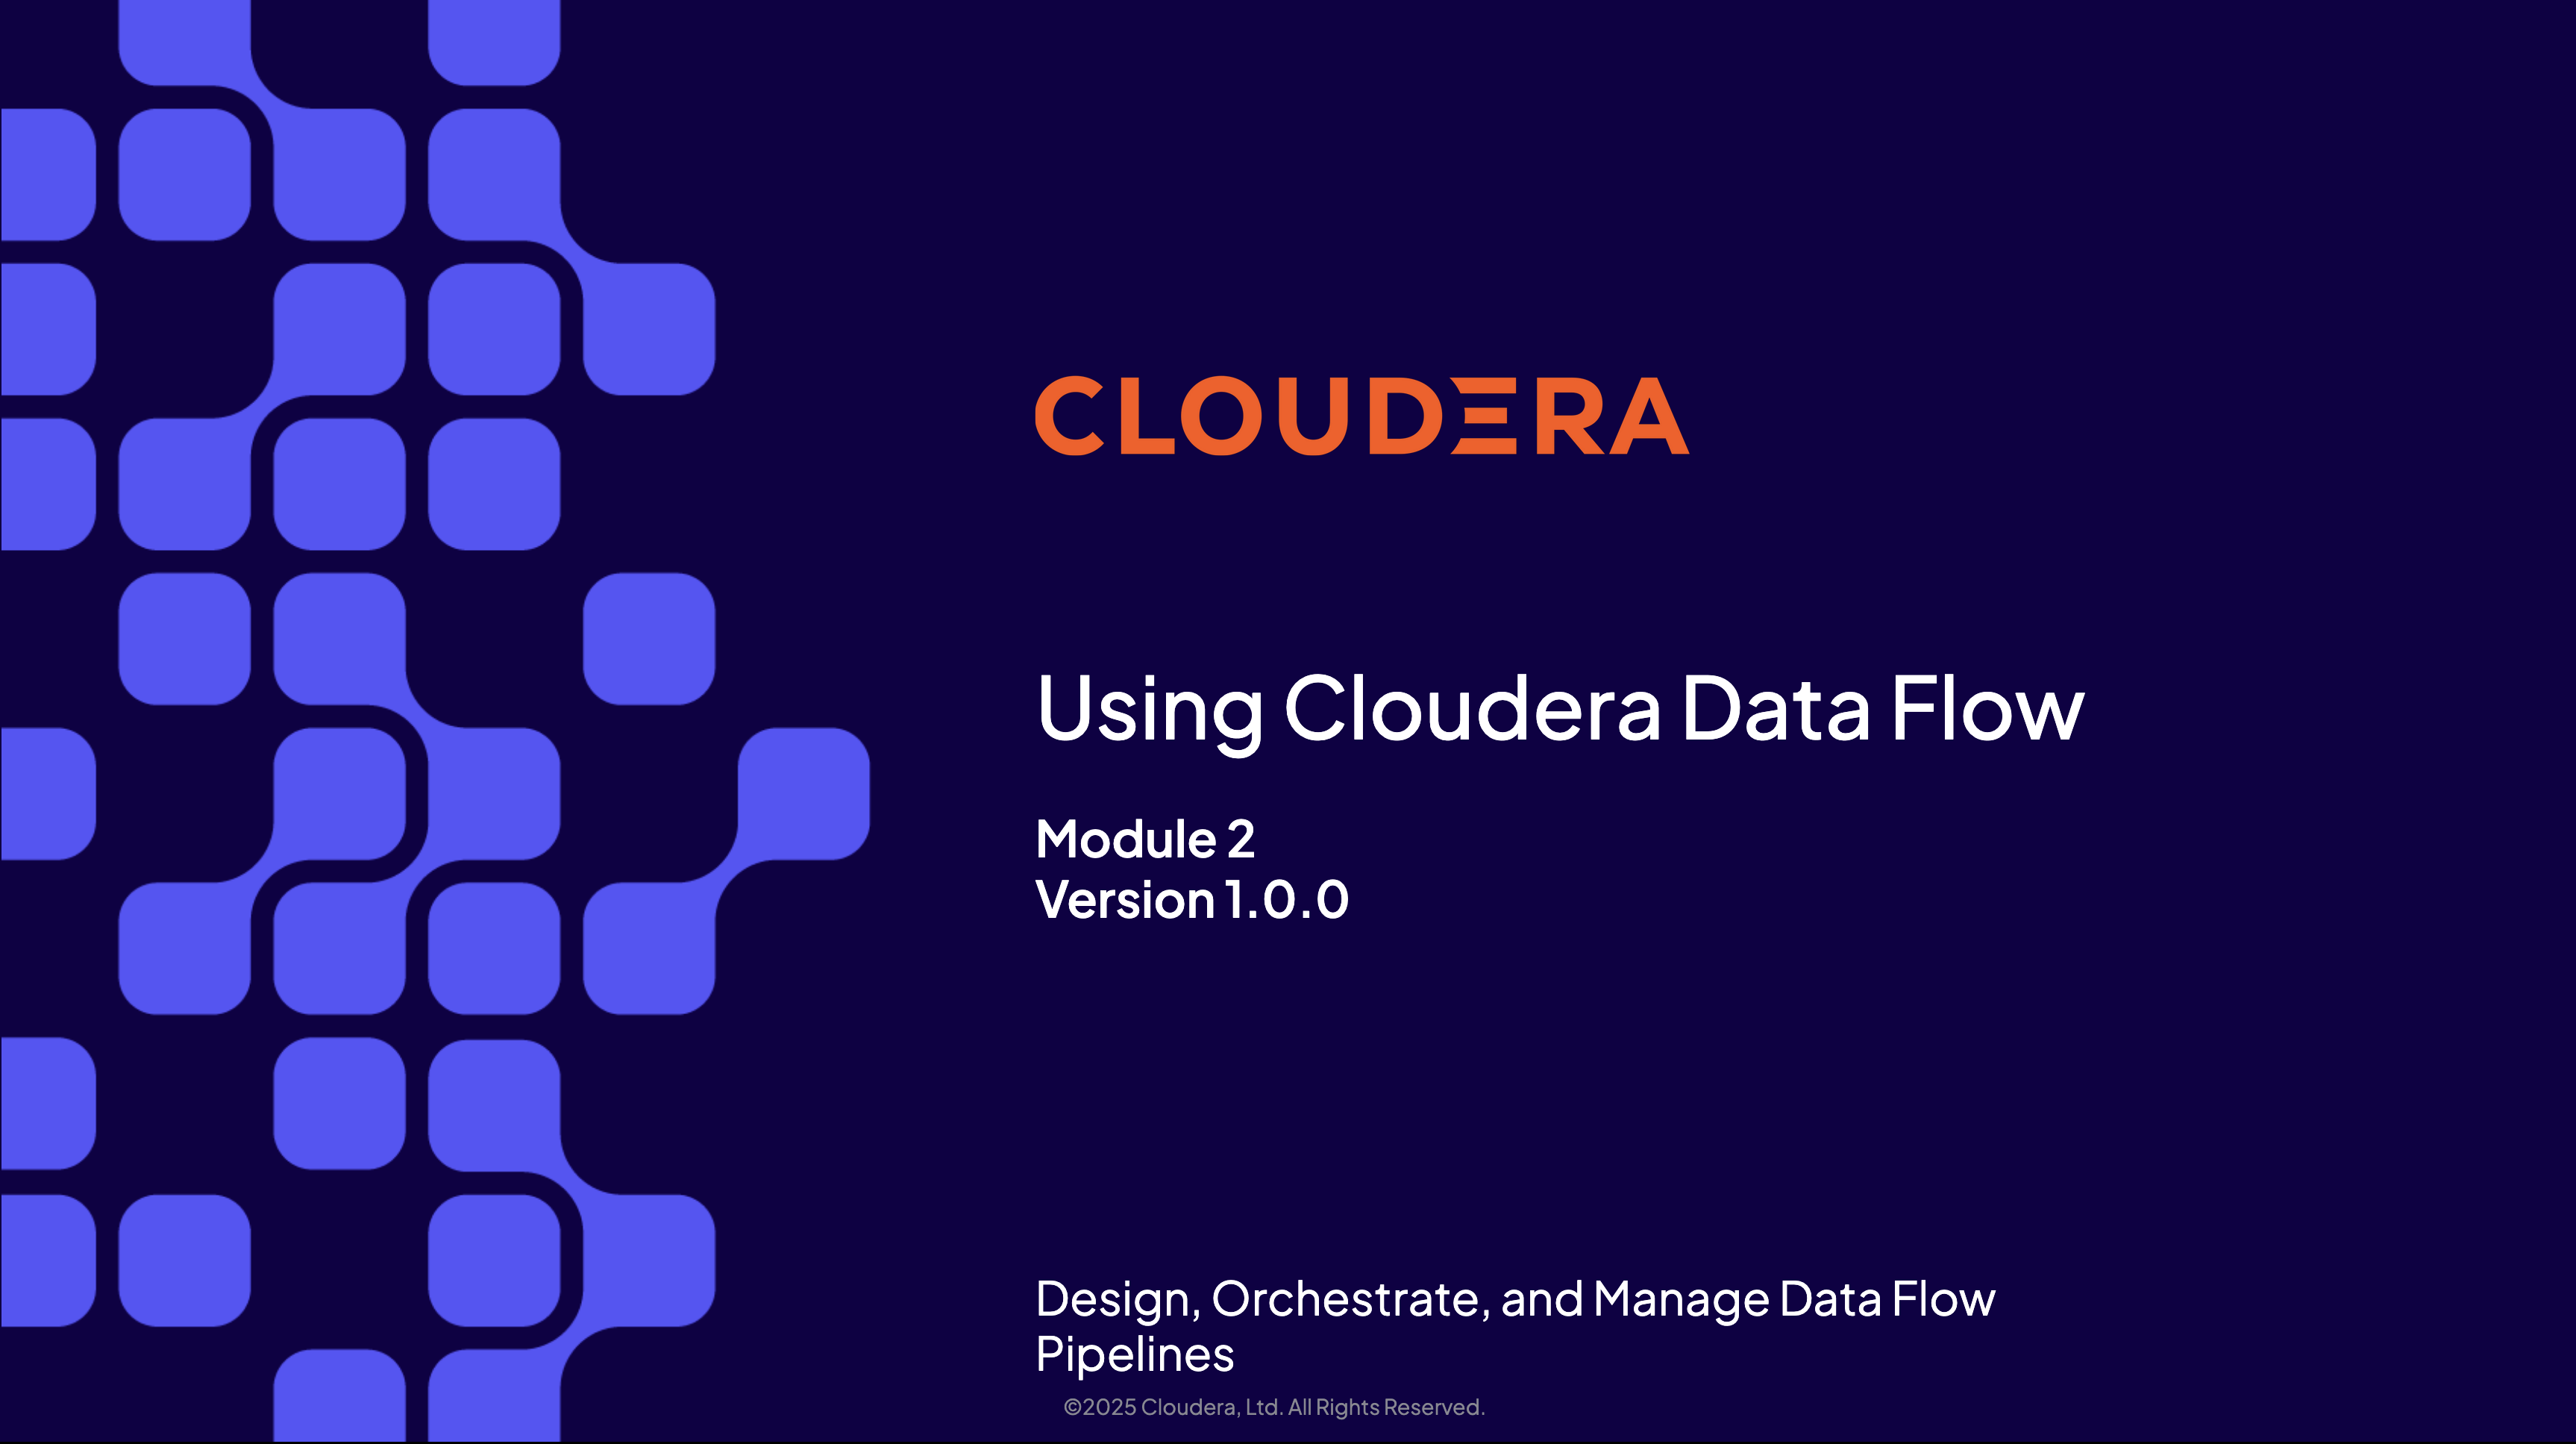 CLOUDERA
Using Cloudera Data Flow
Module 2
Version 1.0.0
Design, Orchestrate, and Manage Data Flow
Pipelines
©2025 Cloudera, Ltd. All Rights Reserved.